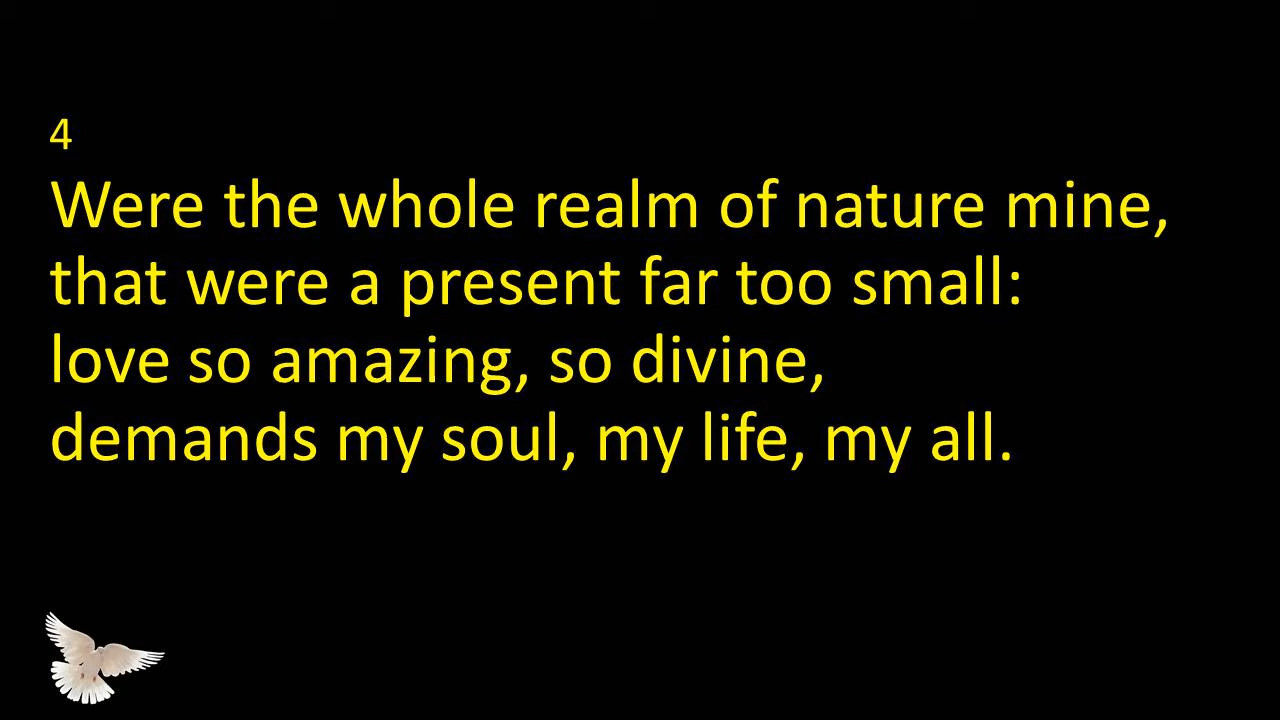 4
Were the whole realm of nature mine,
that were a present far too small:
love so amazing, so divine,
demands my soul, my life, my all.